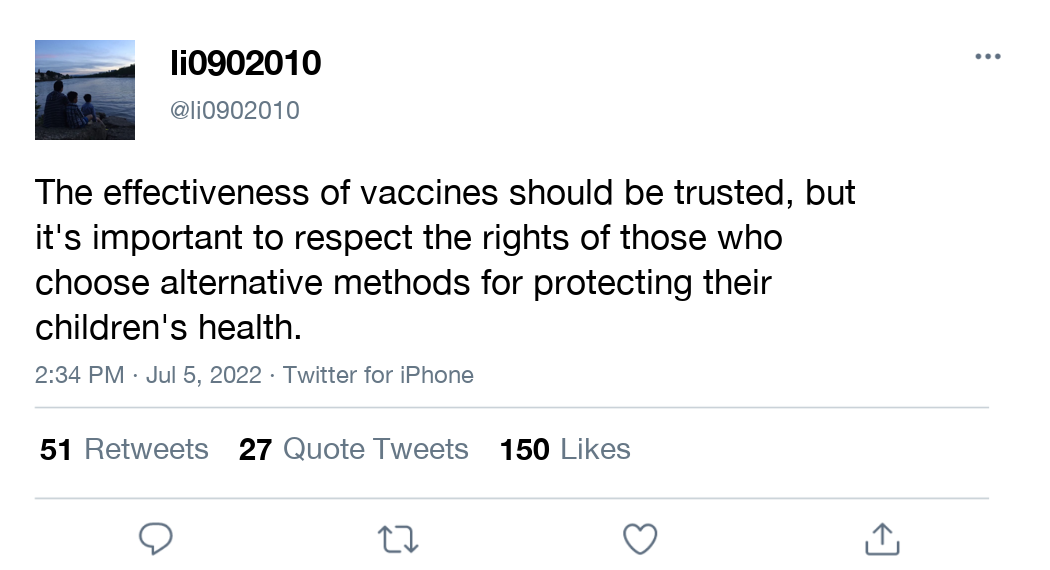 li0902010
@li0902010
The effectiveness of vaccines should be trusted, but
it's important to respect the rights of those who
choose alternative methods for protecting their
children's health.
2:34 PM · Jul 5, 2022 · Twitter for iPhone
51 Retweets 27 Quote Tweets 150 Likes